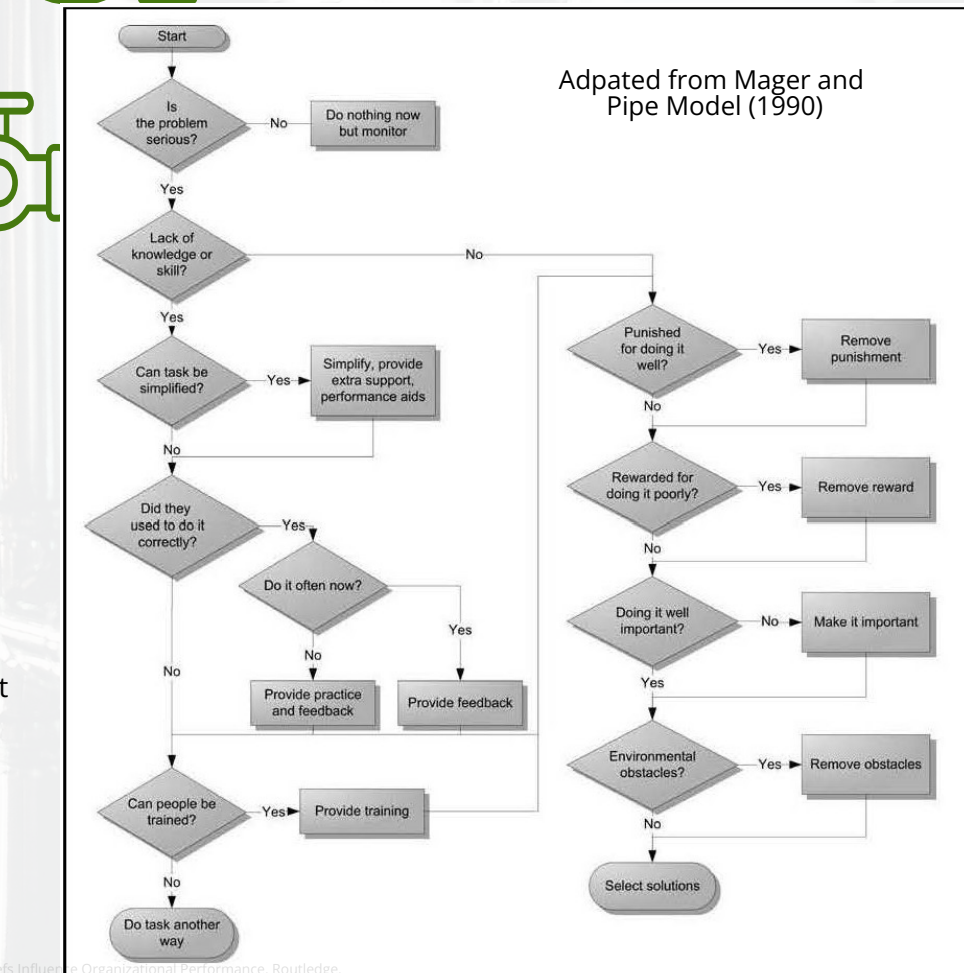 Adpated from Mager and
Pipe Model (1990)
Start
Is
the problem
serious?
No
Do nothing now
but monitor
Yes
Lack of
knowledge or
skill?
No
Yes
Can task be
simplified?
Yes
Simplify, provide
extra support,
performance aids
No
Did they
used to do it
correctly?
Yes
Do it often now?
Yes
No
No
Provide practice
and feedback
Provide feedback
Can people be
trained?
Yes
Provide training
No
Do task another
way
Punished
for doing it
well?
Yes
Remove
punishment
No
Rewarded for
doing it poorly?
Yes
Remove reward
No
Doing it well
important?
No
Make it important
Yes
Environmental
obstacles?
Yes
Remove obstacles
No
Select solutions
t
efs Influence Organizational Performance. Routledge.